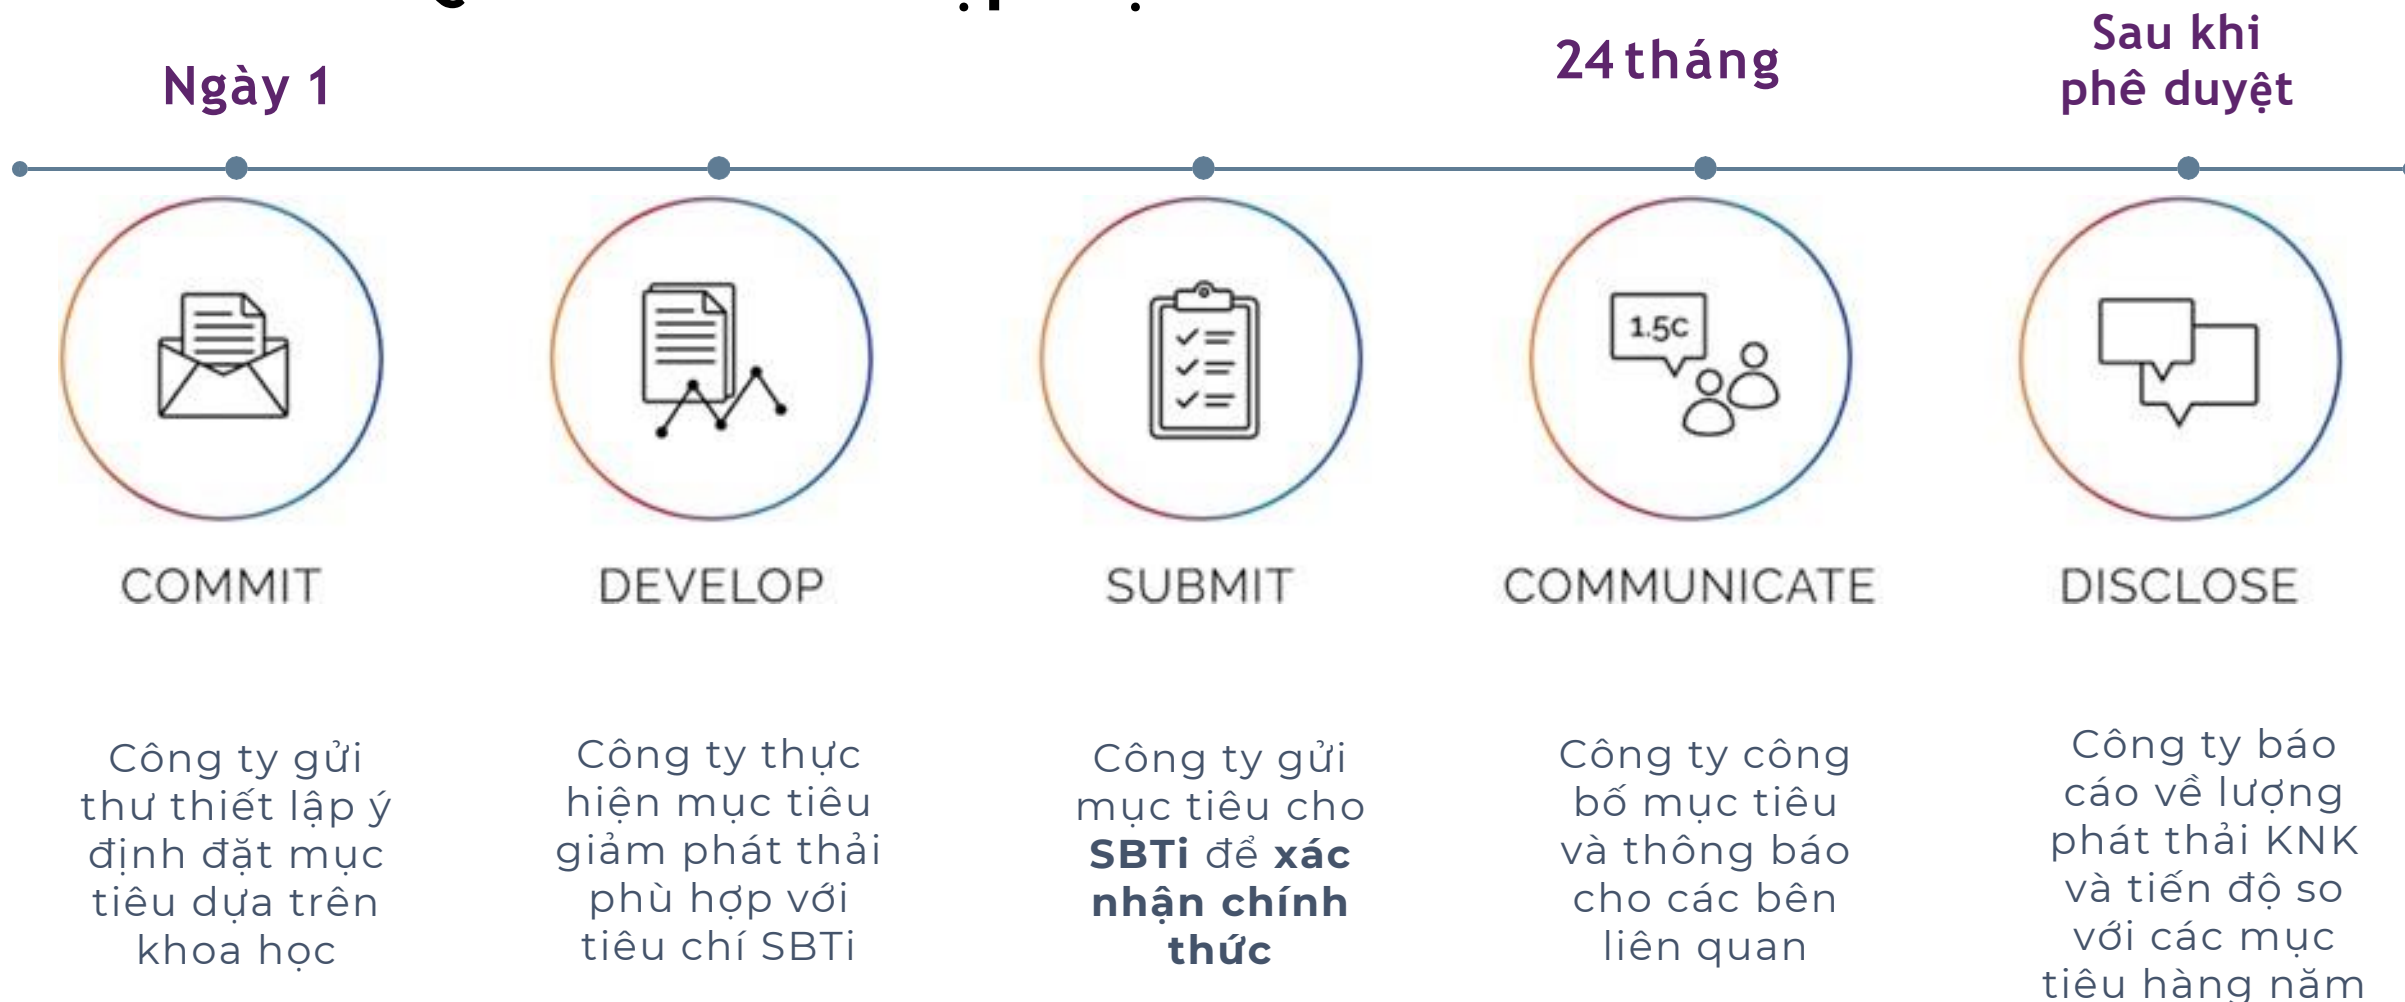 Ngày 1
24 tháng
Sau khi
phê duyệt
1.5c
COMMIT
DEVELOP
SUBMIT
COMMUNICATE
DISCLOSE
Công ty gửi
thư thiết lập ý
định đặt mục
tiêu dựa trên
khoa học
Công ty thực
hiện mục tiêu
giảm phát thải
phù hợp với
tiêu chí SBTi
Công ty gửi
mục tiêu cho
SBTi để xác
nhận chính
thức
Công ty công
bố mục tiêu
và thông báo
cho các bên
liên quan
Công ty báo
cáo về lượng
phát thải KNK
và tiến độ so
với các mục
tiêu hàng năm